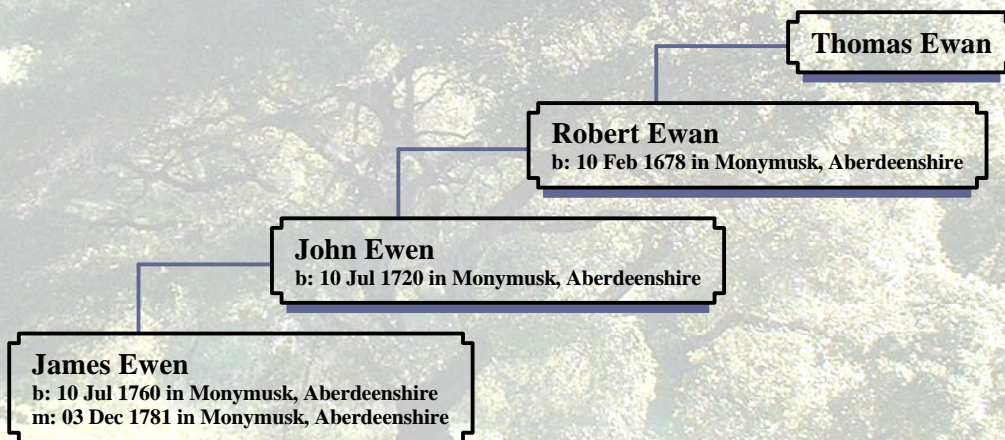 Thomas Ewan
Robert Ewan
b: 10 Feb 1678 in Monymusk, Aberdeenshire
John Ewen
b: 10 Jul 1720 in Monymusk, Aberdeenshire
James Ewen
b: 10 Jul 1760 in Monymusk, Aberdeenshire
m: 03 Dec 1781 in Monymusk, Aberdeenshire